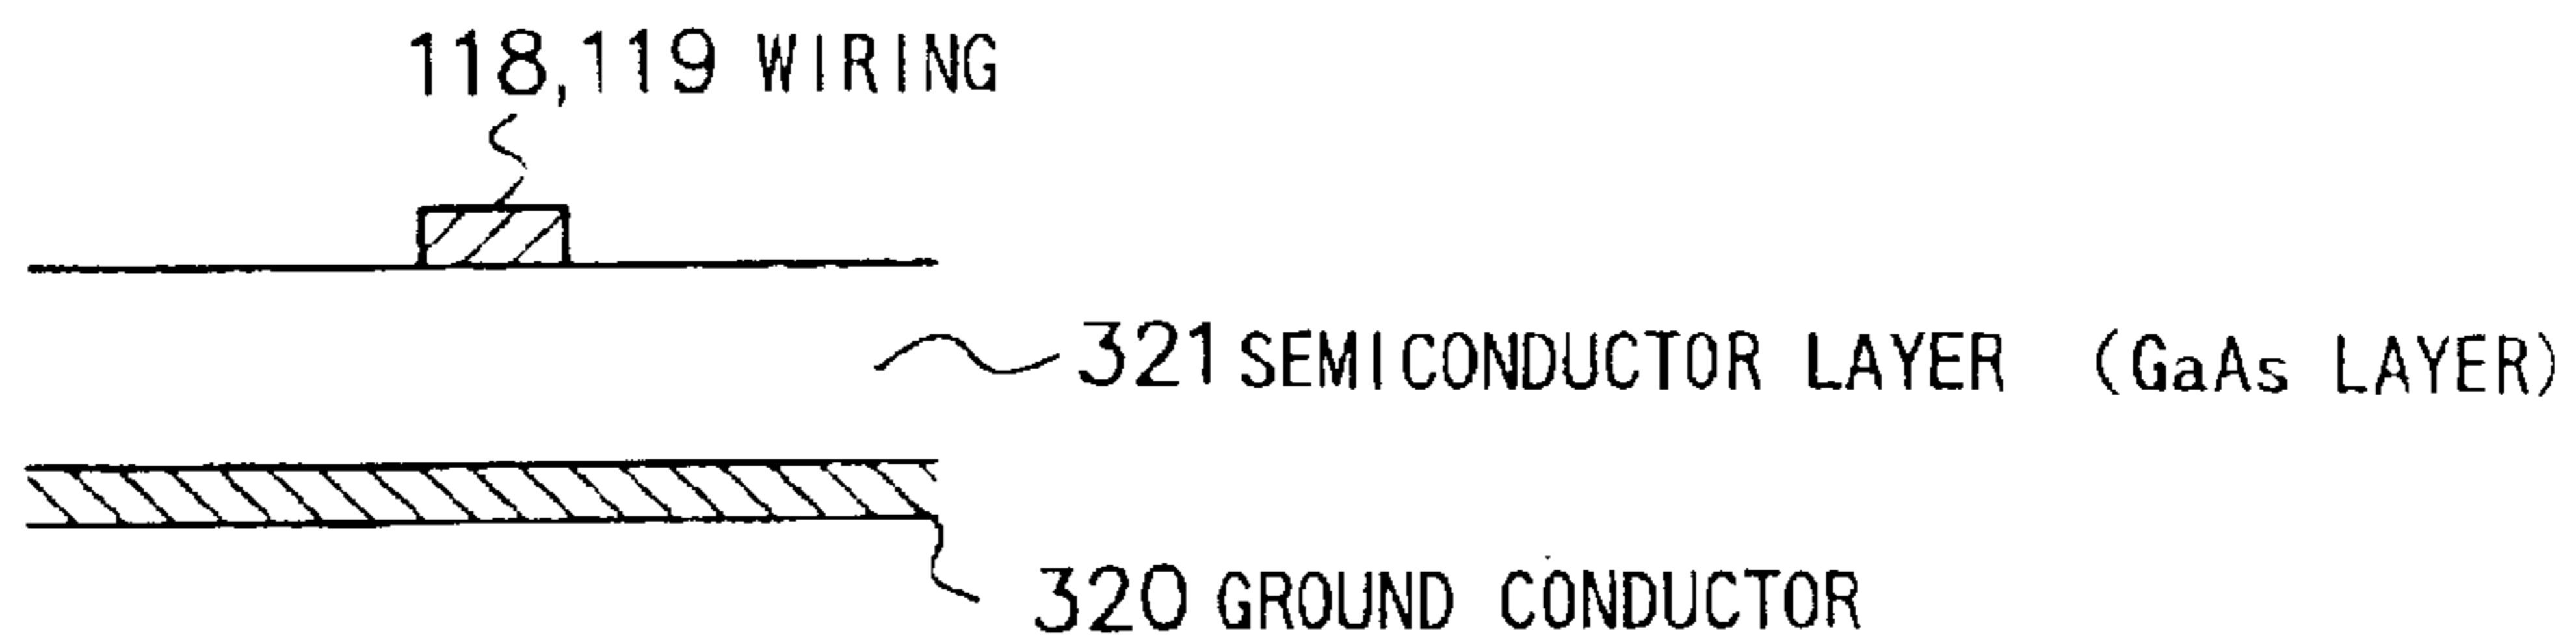 118,119 WIRING
321 SEMICONDUCTOR LAYER (GaAs LAYER)
320 GROUND CONDUCTOR